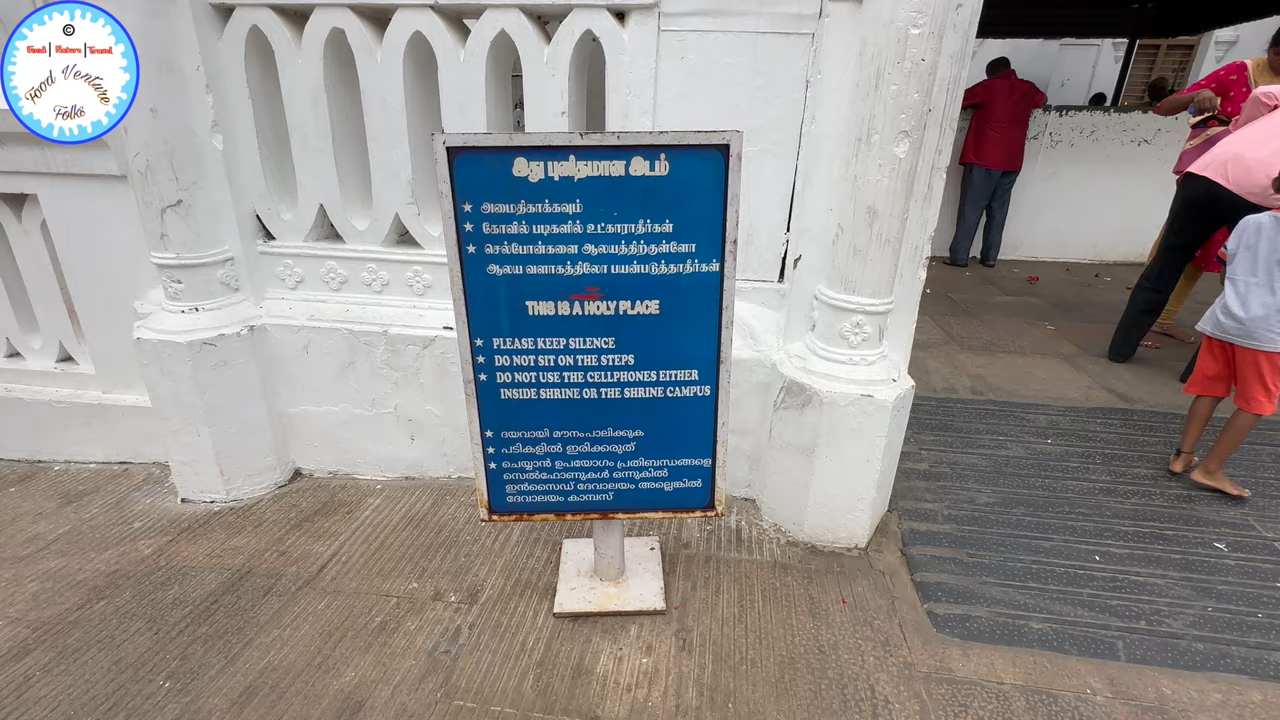 ©
Food | Nature | Travel
Food Venture
Folks
இது புனிதமான இடம்
★ அமைதிகாக்கவும்
★ கோவில் படிகளில் உட்காராதீர்கள்
★ செல்போன்களை ஆலயத்திற்குள்ளோ
ஆலய வளாகத்திலோ பயன்படுத்தாதீர்கள்
THIS IS A HOLY PLACE
★ PLEASE KEEP SILENCE
★ DO NOT SIT ON THE STEPS
★ DO NOT USE THE CELLPHONES EITHER
INSIDE SHRINE OR THE SHRINE CAMPUS
★ ദയവായി മൗനംപാലിക്കുക
★ പടികളിൽ ഇരിക്കരുത്
★ ചെയ്യാൻ ഉപയോഗം പ്രതിബന്ധങ്ങളെ
സെൽഫോണുകൾ ഒന്നുകിൽ
ഇൻസൈഡ് ദേവാലയം അല്ലെങ്കിൽ
ദേവാലയം കാമ്പസ്